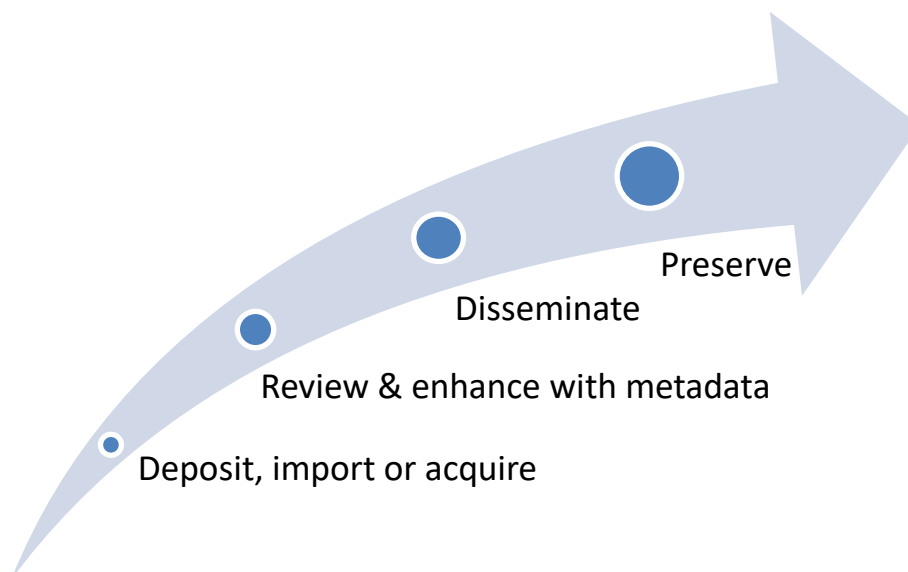 Preserve
Disseminate
Review & enhance with metadata
Deposit, import or acquire